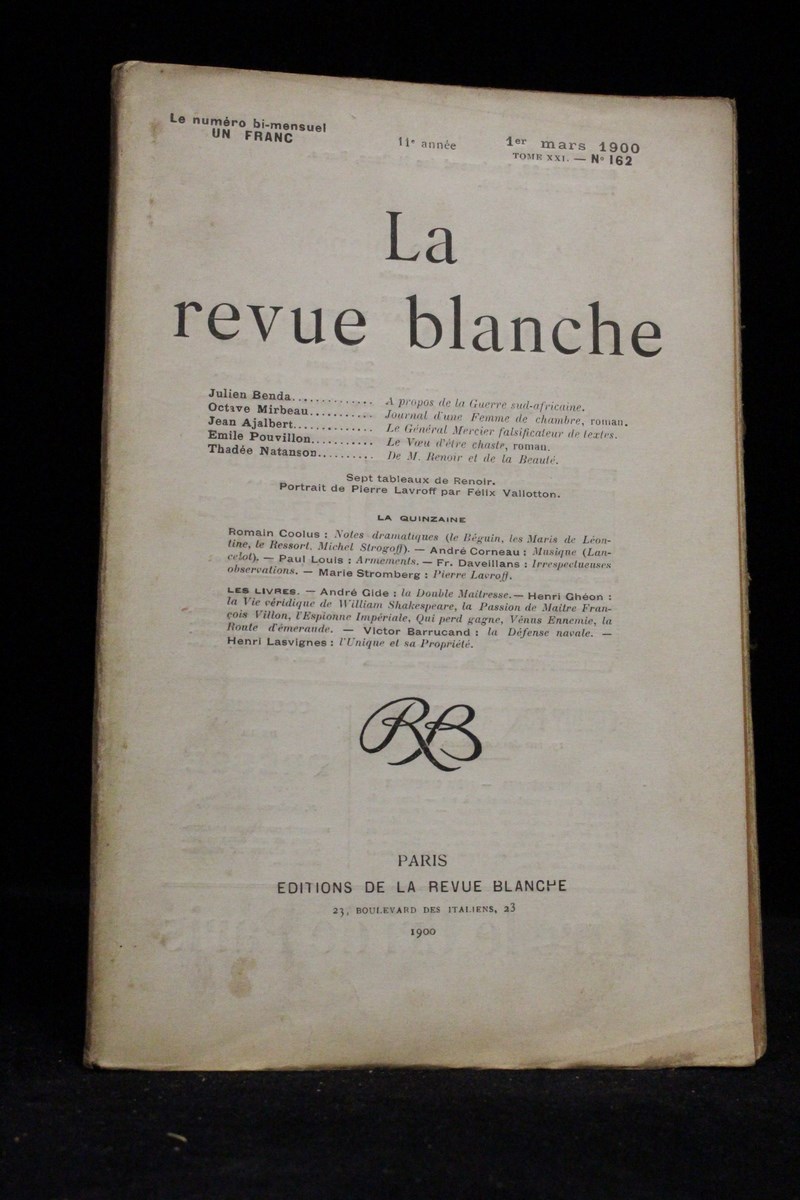 Le numéro bi-mensuel
UN FRANC
11e année
1er mars 1900
TOME XXI. — No 162
La
revue blanche
Julien Benda............. A propos de la Guerre sud-africaine.
Octave Mirbeau........... Journal d'une Femme de chambre, roman.
Jean Ajalbert............. Le Général Mercier falsificateur de textes.
Emile Pouvillon........... Le Vœu d'être chaste, roman.
Thadée Natanson.......... De M. Renoir et de la Beauté.
Sept tableaux de Renoir.
Portrait de Pierre Lavroff par Félix Vallotton.
LA QUINZAINE
Romain Coolus : Notes dramatiques (le Béguin, les Maris de Léon-
tine, le Ressort, Michel Strogoff). — André Corneau : Musique (Lan-
celot). — Paul Louis : Armements. — Fr. Daveillans : Irrespectueuses
observations. — Marie Stromberg : Pierre Lavroff.
LES LIVRES. — André Gide : la Double Maîtresse. — Henri Ghéon :
la Vie véridique de William Shakespeare, la Passion de Maître Fran-
çois Villon, l'Espionne Impériale, Qui perd gagne, Vénus Ennemie, la
Route d'émeraude. — Victor Barrucand : la Défense navale. —
Henri Lasvignes : l'Unique et sa Propriété.
RB
PARIS
EDITIONS DE LA REVUE BLANCHE
23, BOULEVARD DES ITALIENS, 23
1900